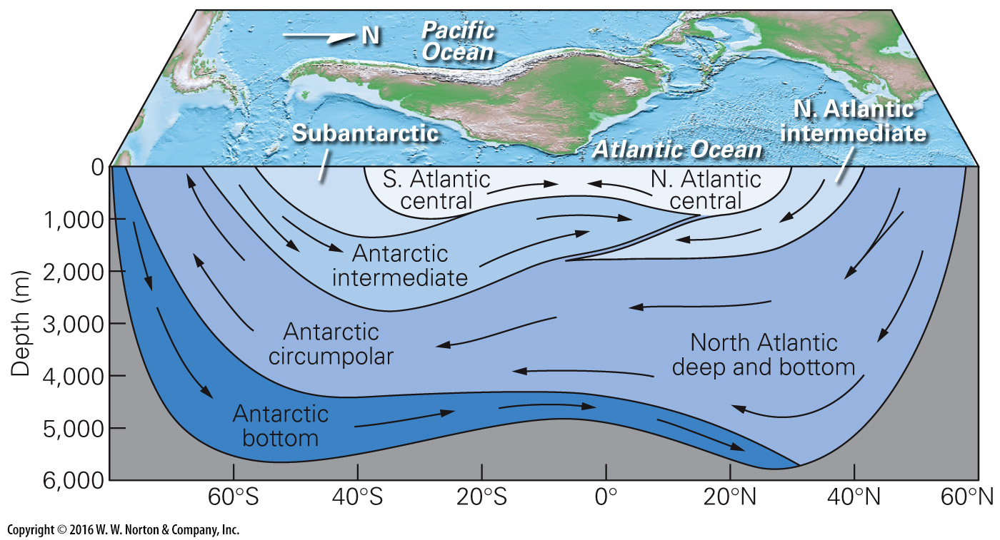 N
Pacific
Ocean
N. Atlantic
intermediate
Subantarctic
Atlantic Ocean
0
S. Atlantic
central
N. Atlantic
central
1,000
Antarctic
intermediate
2,000
Depth (m)
3,000
Antarctic
circumpolar
North Atlantic
deep and bottom
4,000
Antarctic
bottom
5,000
6,000
60°S
40°S
20°S
0°
20°N
40°N
60°N
Copyright © 2016 W. W. Norton & Company, Inc.